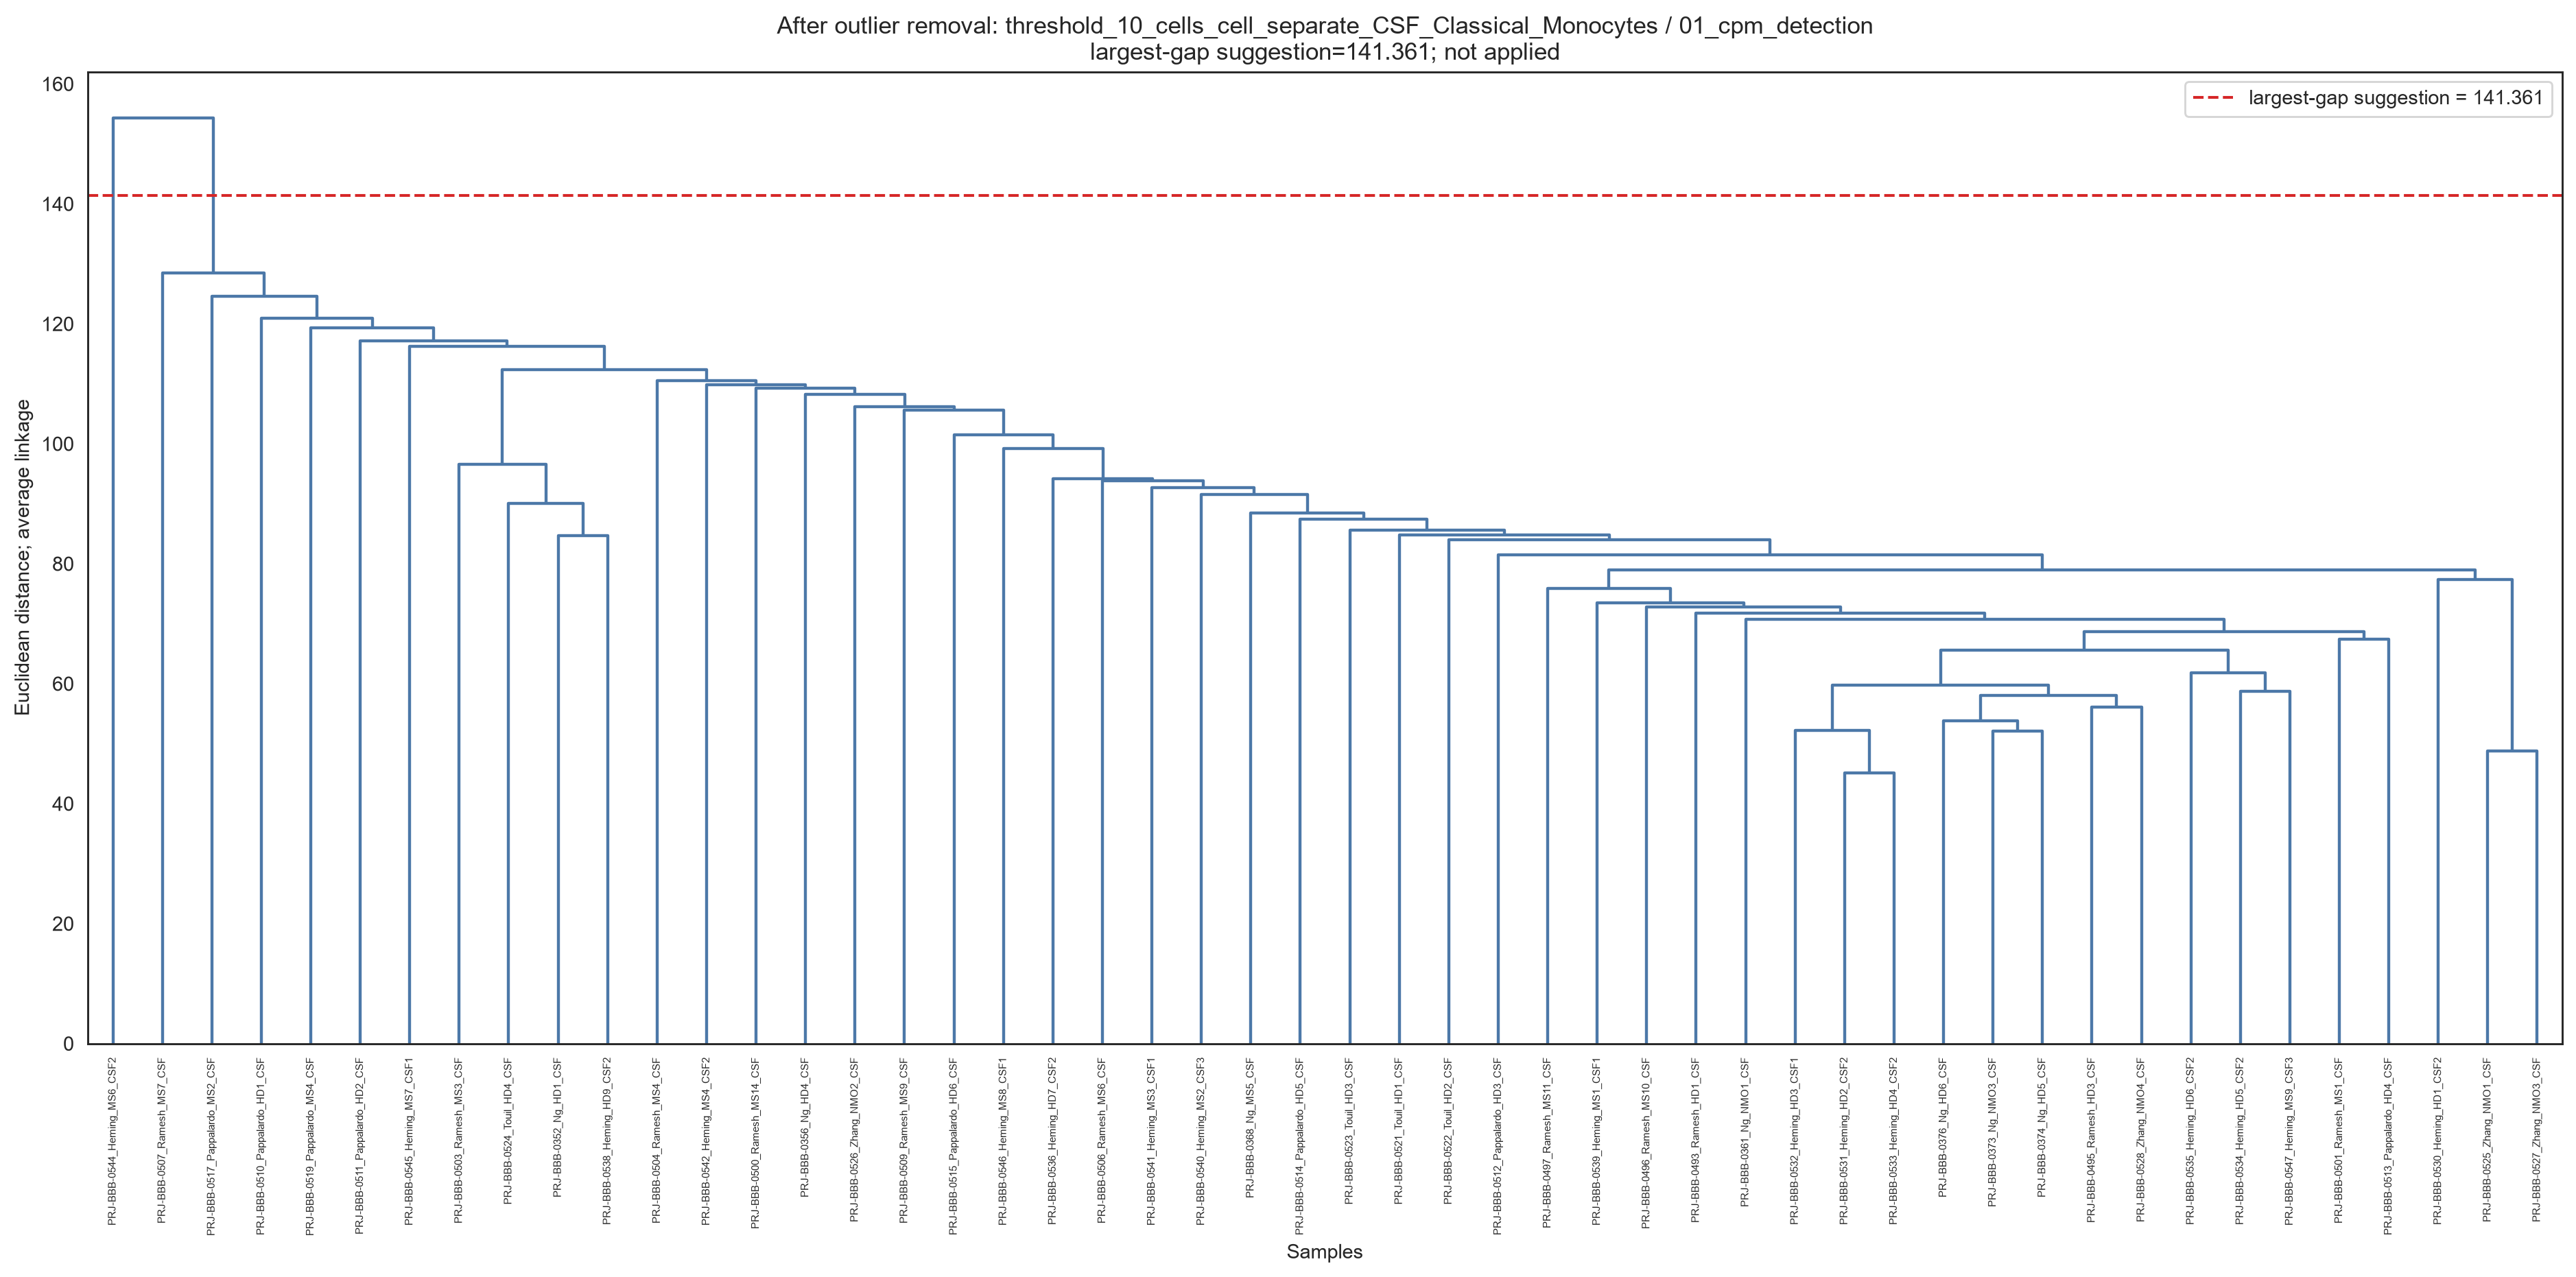 After outlier removal: threshold_10_cells_cell_separate_CSF_Classical_Monocytes / 01_cpm_detection
largest-gap suggestion=141.361; not applied
largest-gap suggestion = 141.361
Euclidean distance; average linkage
160
140
120
100
80
60
40
20
0
PRJ-BBB-0544_Heming_MS6_CSF2
PRJ-BBB-0507_Ramesh_MS7_CSF
PRJ-BBB-0517_Pappalardo_MS2_CSF
PRJ-BBB-0510_Pappalardo_HD1_CSF
PRJ-BBB-0519_Pappalardo_MS4_CSF
PRJ-BBB-0511_Pappalardo_HD2_CSF
PRJ-BBB-0545_Heming_MS7_CSF1
PRJ-BBB-0503_Ramesh_MS3_CSF
PRJ-BBB-0524_Touil_HD4_CSF
PRJ-BBB-0352_Ng_HD1_CSF
PRJ-BBB-0538_Heming_HD9_CSF2
PRJ-BBB-0504_Ramesh_MS4_CSF
PRJ-BBB-0542_Heming_MS4_CSF2
PRJ-BBB-0500_Ramesh_MS14_CSF
PRJ-BBB-0356_Ng_HD4_CSF
PRJ-BBB-0526_Zhang_NMO2_CSF
PRJ-BBB-0509_Ramesh_MS9_CSF
PRJ-BBB-0515_Pappalardo_HD6_CSF
PRJ-BBB-0546_Heming_MS8_CSF1
PRJ-BBB-0536_Heming_HD7_CSF2
PRJ-BBB-0506_Ramesh_MS6_CSF
PRJ-BBB-0541_Heming_MS3_CSF1
PRJ-BBB-0540_Heming_MS2_CSF3
PRJ-BBB-0368_Ng_MS5_CSF
PRJ-BBB-0514_Pappalardo_HD5_CSF
PRJ-BBB-0523_Touil_HD3_CSF
PRJ-BBB-0521_Touil_HD1_CSF
PRJ-BBB-0522_Touil_HD2_CSF
PRJ-BBB-0512_Pappalardo_HD3_CSF
PRJ-BBB-0497_Ramesh_MS11_CSF
PRJ-BBB-0539_Heming_MS1_CSF1
PRJ-BBB-0496_Ramesh_MS10_CSF
PRJ-BBB-0493_Ramesh_HD1_CSF
PRJ-BBB-0361_Ng_NMO1_CSF
PRJ-BBB-0532_Heming_HD3_CSF1
PRJ-BBB-0531_Heming_HD2_CSF2
PRJ-BBB-0533_Heming_HD4_CSF2
PRJ-BBB-0376_Ng_HD6_CSF
PRJ-BBB-0373_Ng_NMO3_CSF
PRJ-BBB-0374_Ng_HD5_CSF
PRJ-BBB-0495_Ramesh_HD3_CSF
PRJ-BBB-0528_Zhang_NMO4_CSF
PRJ-BBB-0535_Heming_HD6_CSF2
PRJ-BBB-0534_Heming_HD5_CSF2
PRJ-BBB-0547_Heming_MS9_CSF3
PRJ-BBB-0501_Ramesh_MS1_CSF
PRJ-BBB-0513_Pappalardo_HD4_CSF
PRJ-BBB-0530_Heming_HD1_CSF2
PRJ-BBB-0525_Zhang_NMO1_CSF
PRJ-BBB-0527_Zhang_NMO3_CSF
Samples